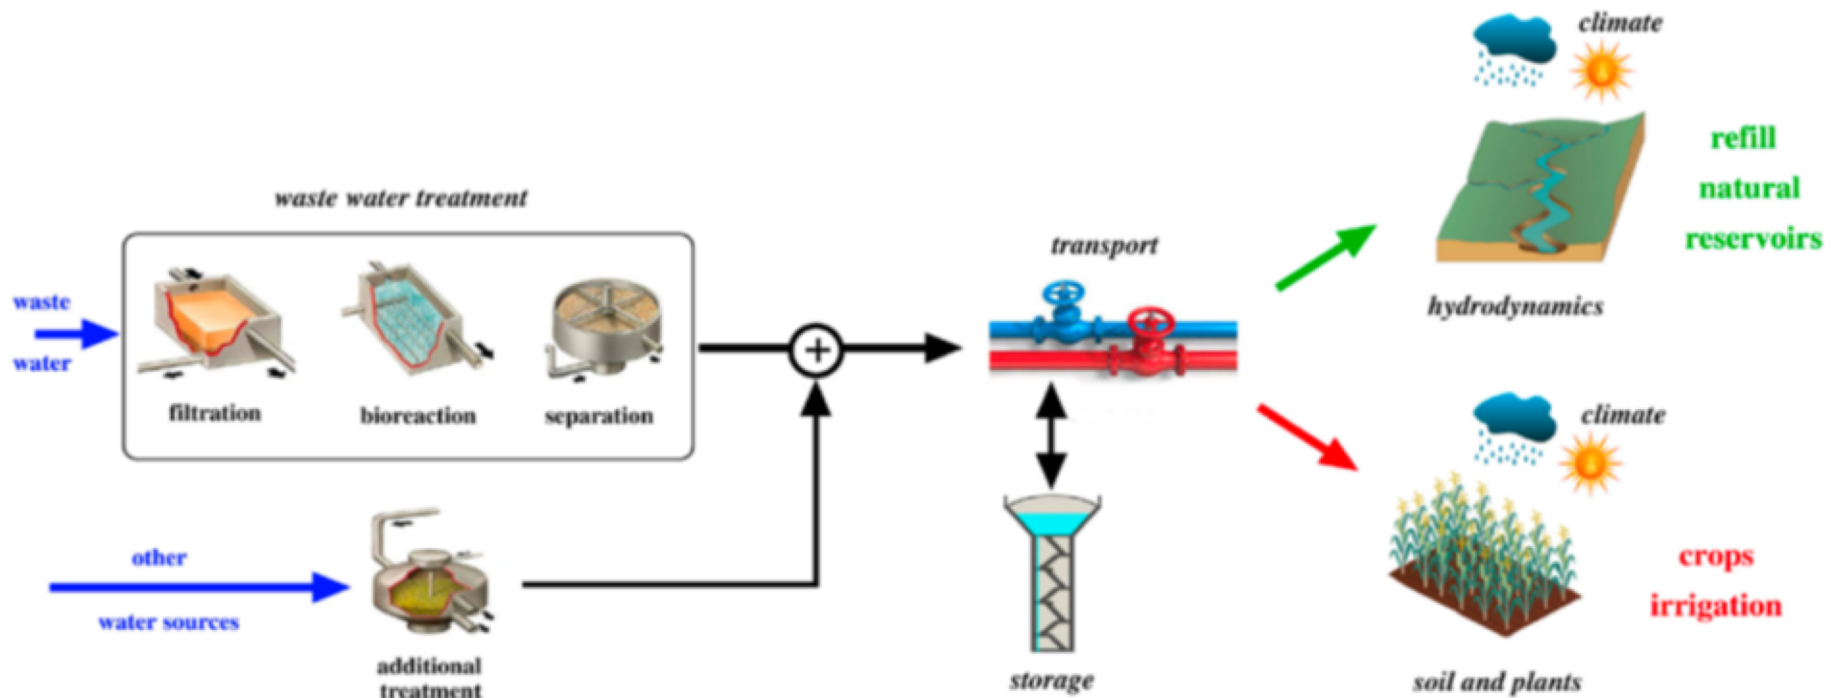 climate
refill
natural
reservoirs
waste water treatment
transport
waste
water
hydrodynamics
filtration
bioreaction
separation
+
climate
other
water sources
crops
irrigation
additional
treatment
storage
soil and plants